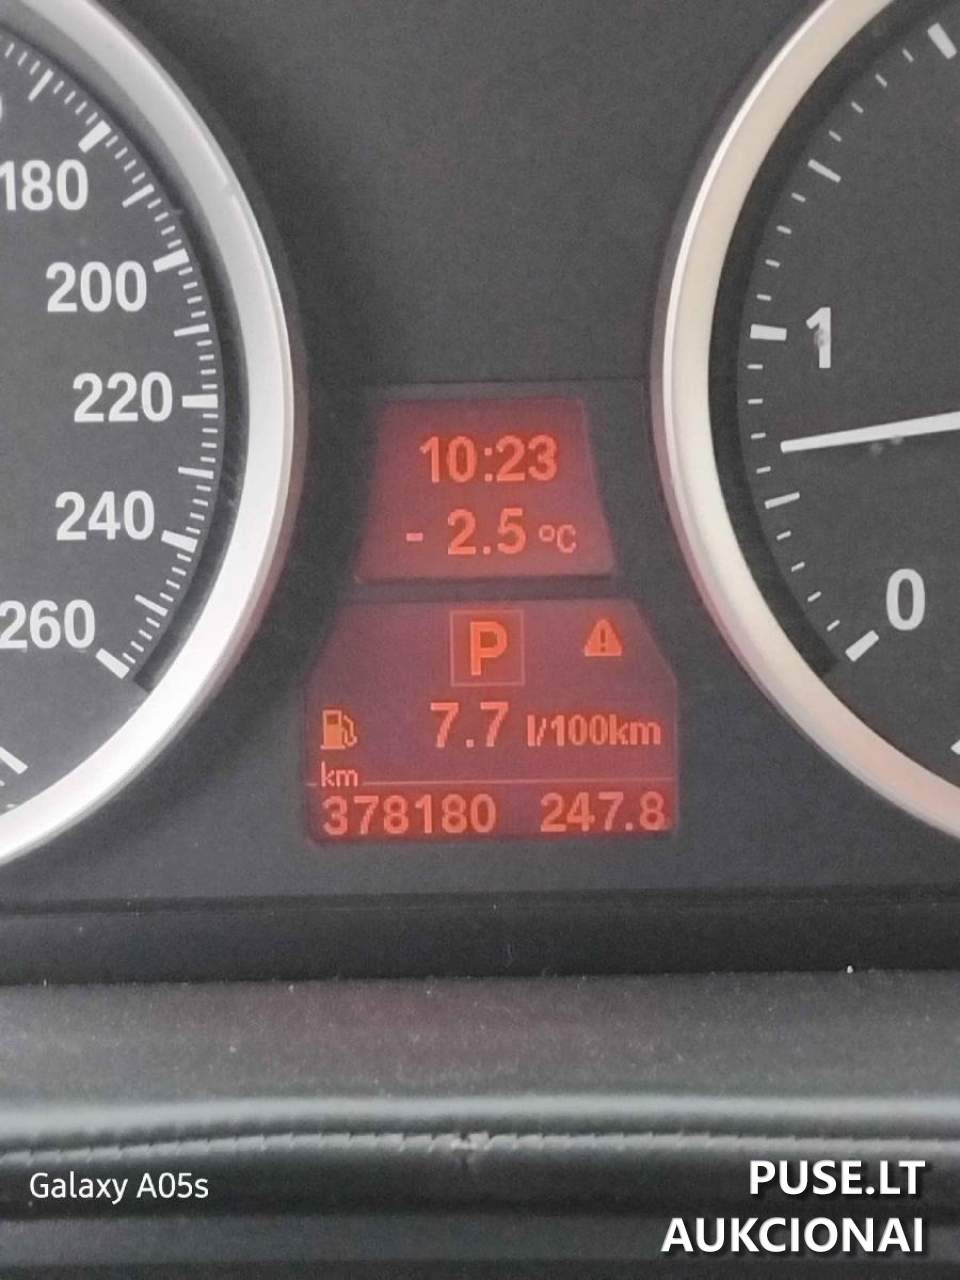 180
200
220
240
260
1
0
10:23
- 2.5 °C
P
7.7 l/100km
km
378180 247.8
Galaxy A05s
PUSE.LT
AUKCIONAI